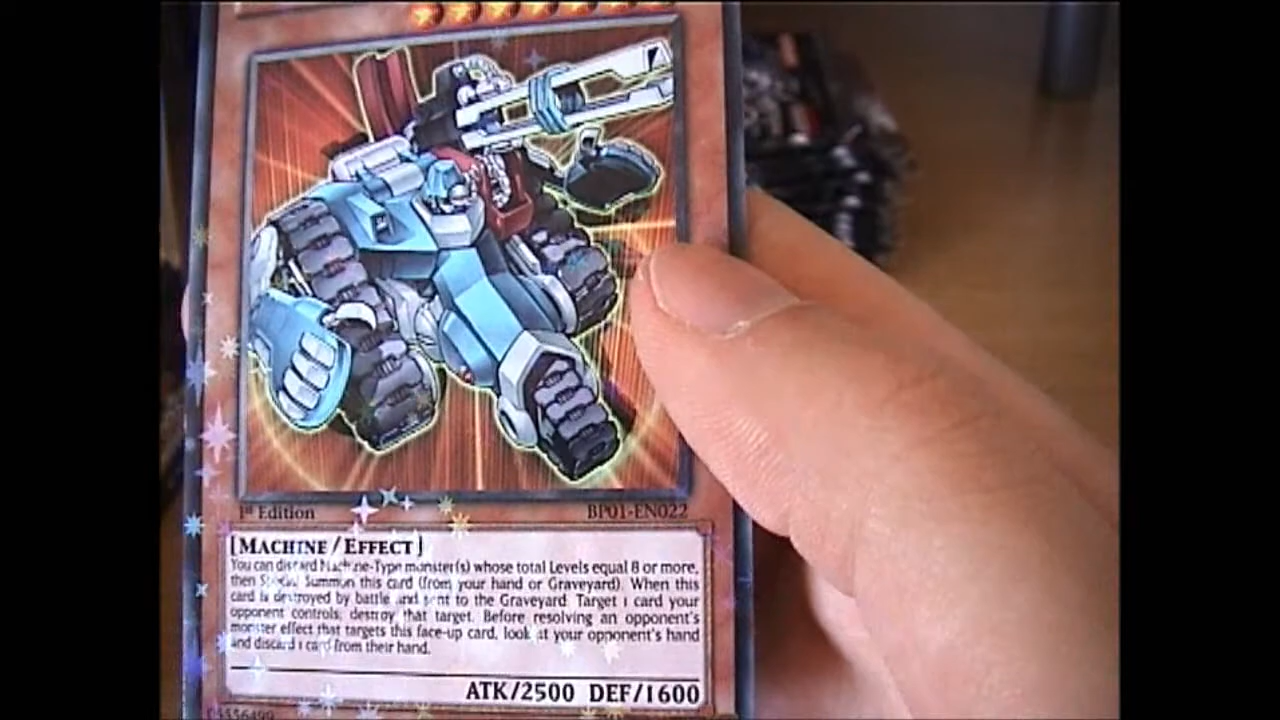 1st Edition
BP01-EN022
[MACHINE / EFFECT]
You can discard Machine-Type monster(s) whose total Levels equal 8 or more,
then Special Summon this card (from your hand or Graveyard). When this
card is destroyed by battle and sent to the Graveyard: Target 1 card your
opponent controls; destroy that target. Before resolving an opponent's
monster effect that targets this face-up card, look at your opponent's hand
and discard 1 card from their hand.
ATK/2500 DEF/1600